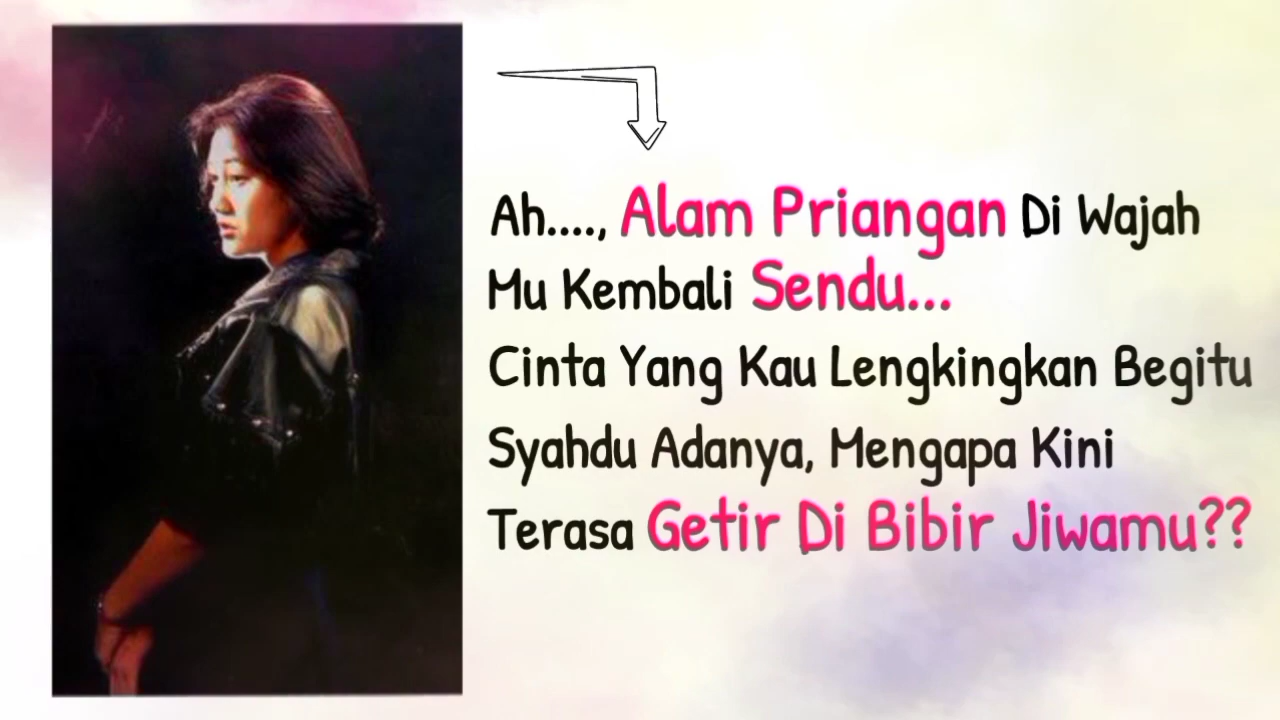 Ah...., Alam Priangan Di Wajah
Mu Kembali Sendu...
Cinta Yang Kau Lengkingkan Begitu
Syahdu Adanya, Mengapa Kini
Terasa Getir Di Bibir Jiwamu??